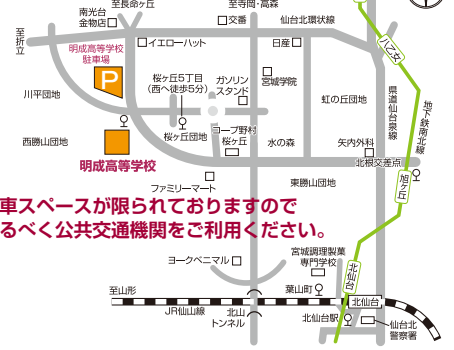 至長命ヶ丘
至寺岡・高森
南光台
金物店
交番
仙台北環状線
至折立
明成高等学校
駐車場
P
イエローハット
日産
八乙女
桜ヶ丘5丁目
(西へ徒歩5分)
ガソリン
スタンド
宮城学院
川平団地
虹の丘団地
県道仙台泉線
地下鉄南北線
西勝山団地
桜ヶ丘団地
コープ野村
桜ヶ丘
水の森
矢内外科
北根交差点
明成高等学校
旭ヶ丘
ファミリーマート
東勝山団地
車スペースが限られておりますので
るべく公共交通機関をご利用ください。
ヨークベニマル
宮城調理製菓
専門学校
北仙台
至山形
葉山町
北仙台
JR仙山線
北山
トンネル
北仙台駅
仙台北
警察署